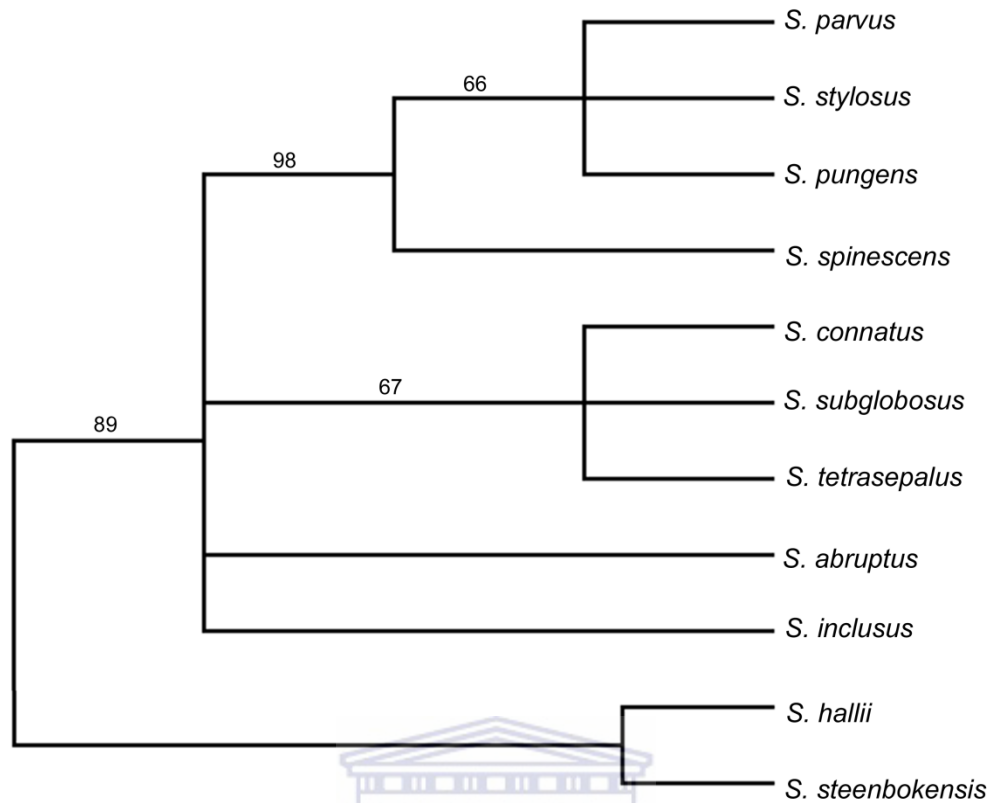 S. parvus
66
S. stylosus
98
S. pungens
S. spinescens
S. connatus
67
S. subglobosus
89
S. tetrasepalus
S. abruptus
S. inclusus
S. hallii
S. steenbokensis